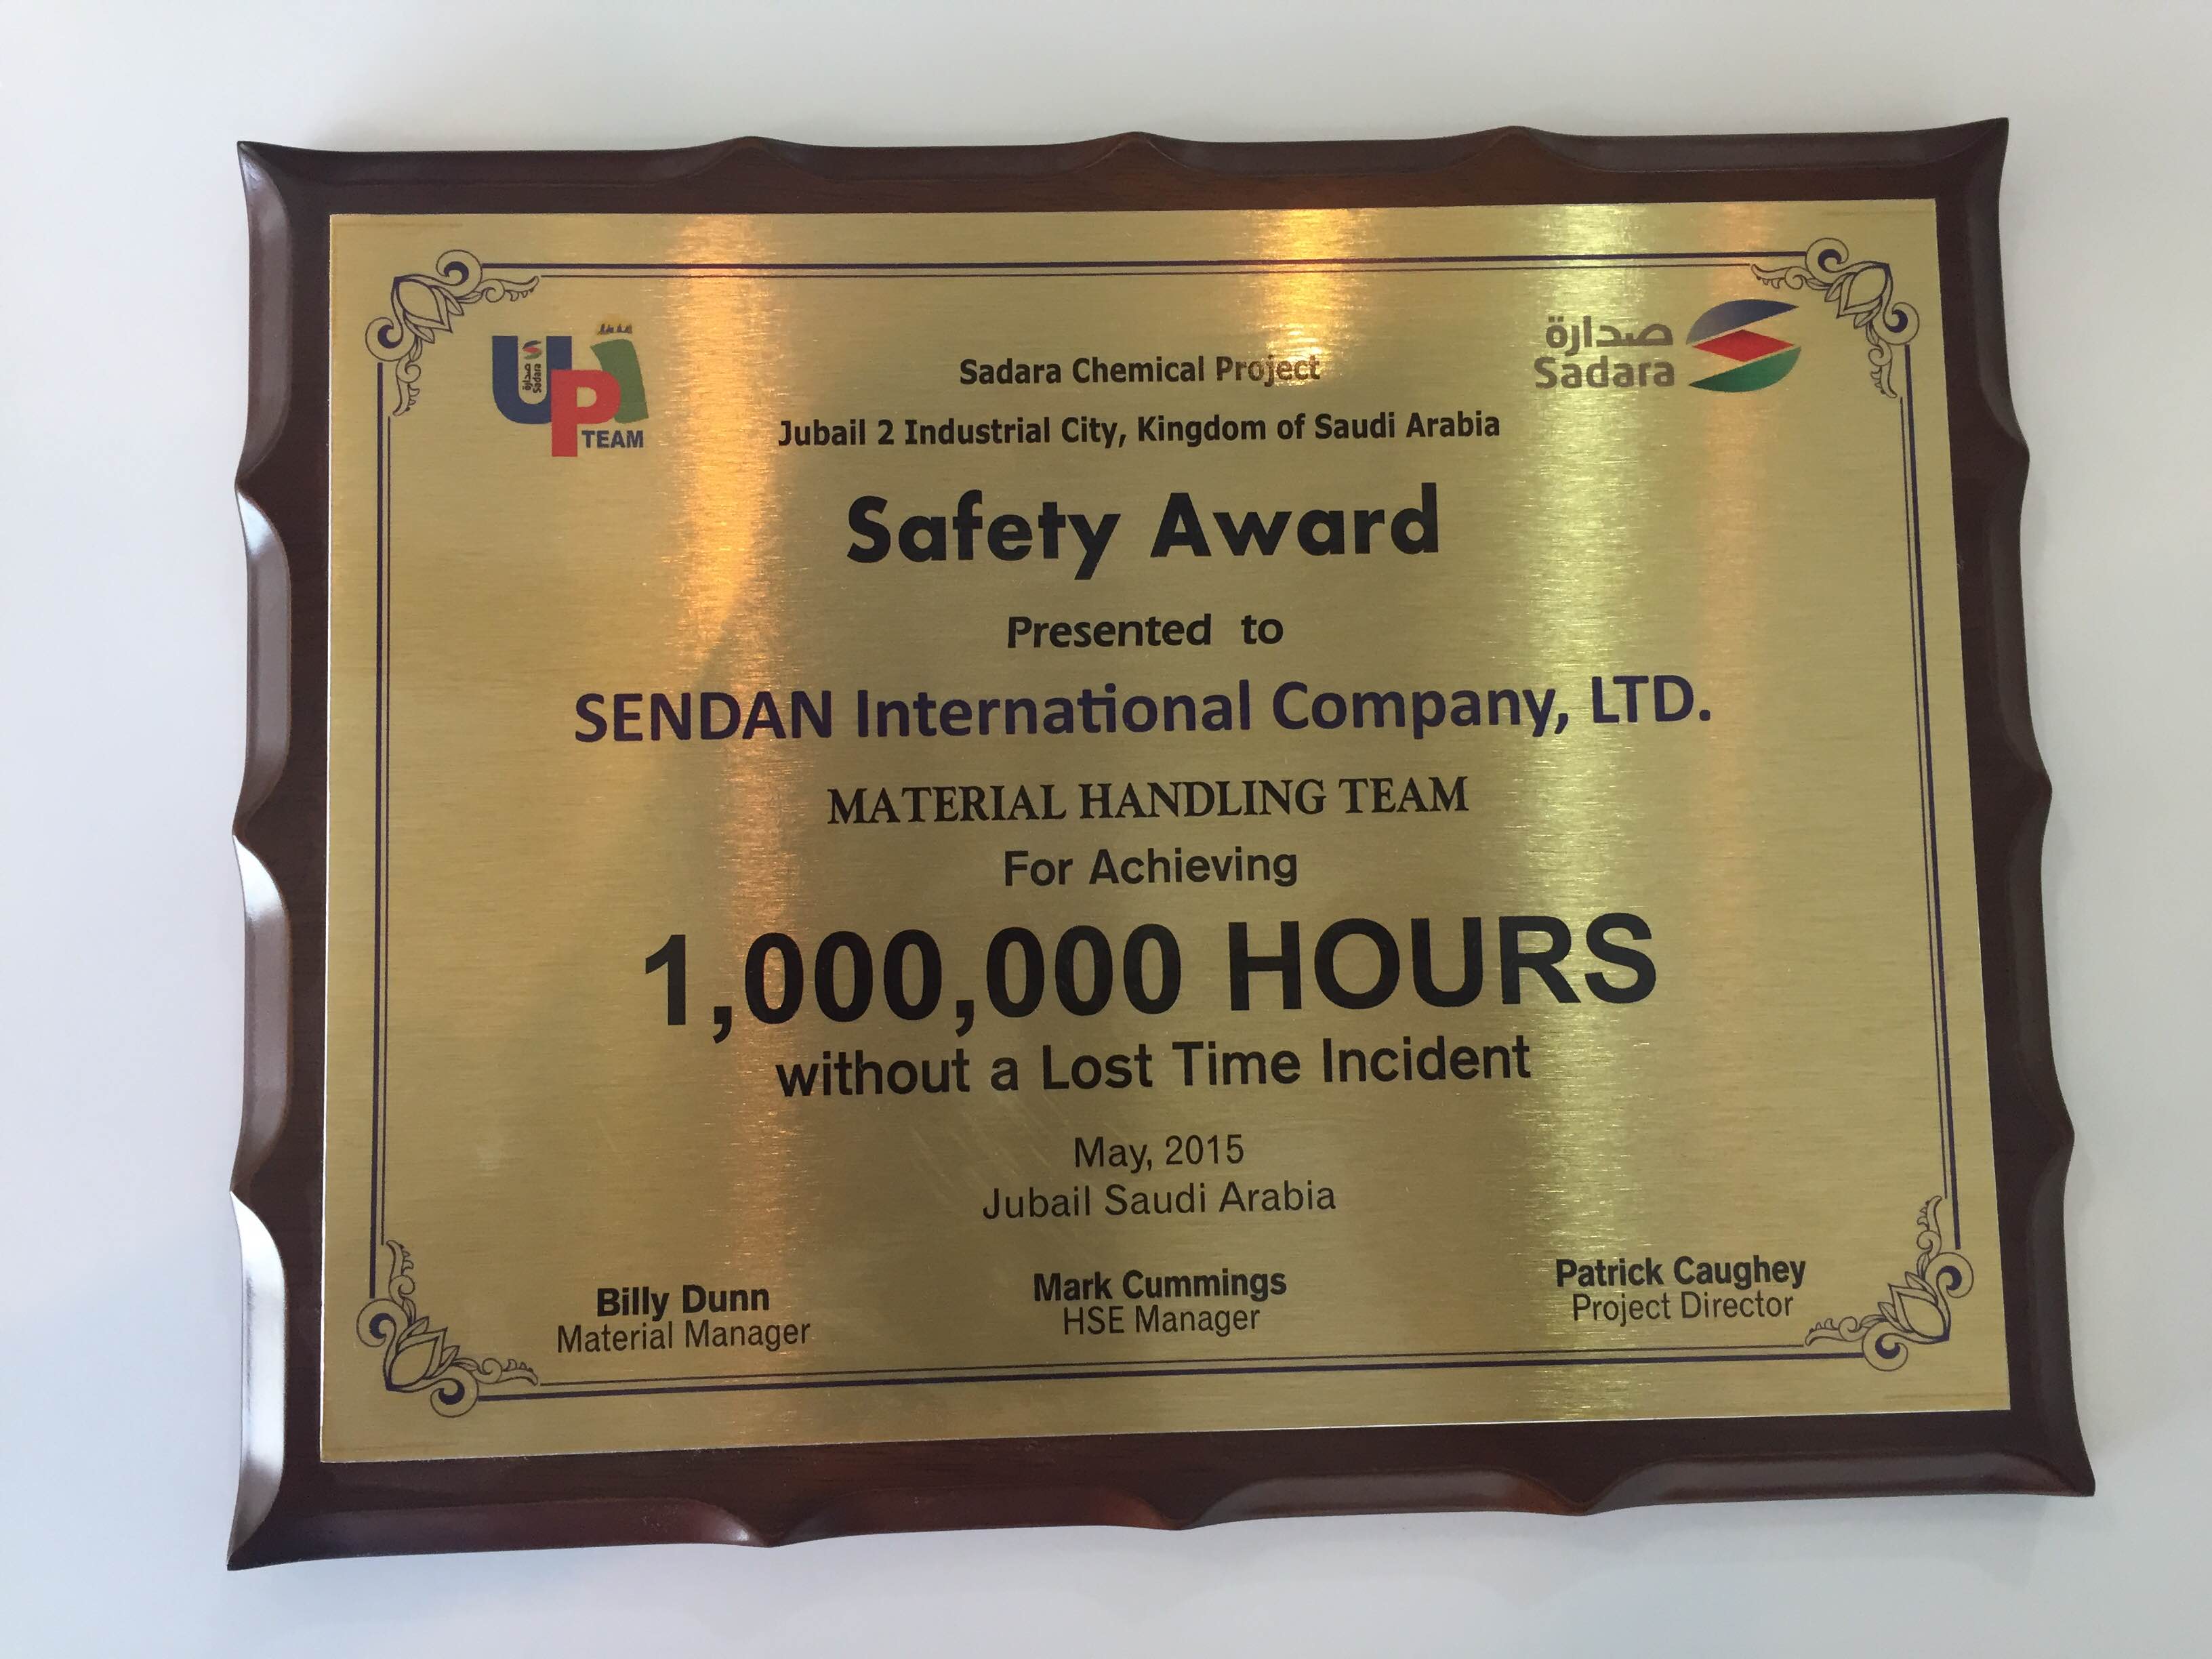 UPI
صدارة
Sadara
TEAM
صدارة
Sadara
Sadara Chemical Project
Jubail 2 Industrial City, Kingdom of Saudi Arabia
Safety Award
Presented to
SENDAN International Company, LTD.
MATERIAL HANDLING TEAM
For Achieving
1,000,000 HOURS
without a Lost Time Incident
May, 2015
Jubail Saudi Arabia
Billy Dunn
Material Manager
Mark Cummings
HSE Manager
Patrick Caughey
Project Director